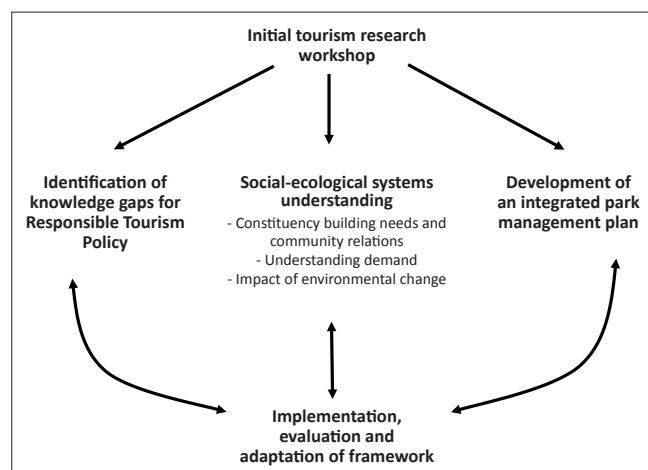 Initial tourism research
workshop
Identification of
knowledge gaps for
Responsible Tourism
Policy
Social-ecological systems
understanding
- Constituency building needs and
community relations
- Understanding demand
- Impact of environmental change
Development of
an integrated park
management plan
Implementation,
evaluation and
adaptation of framework